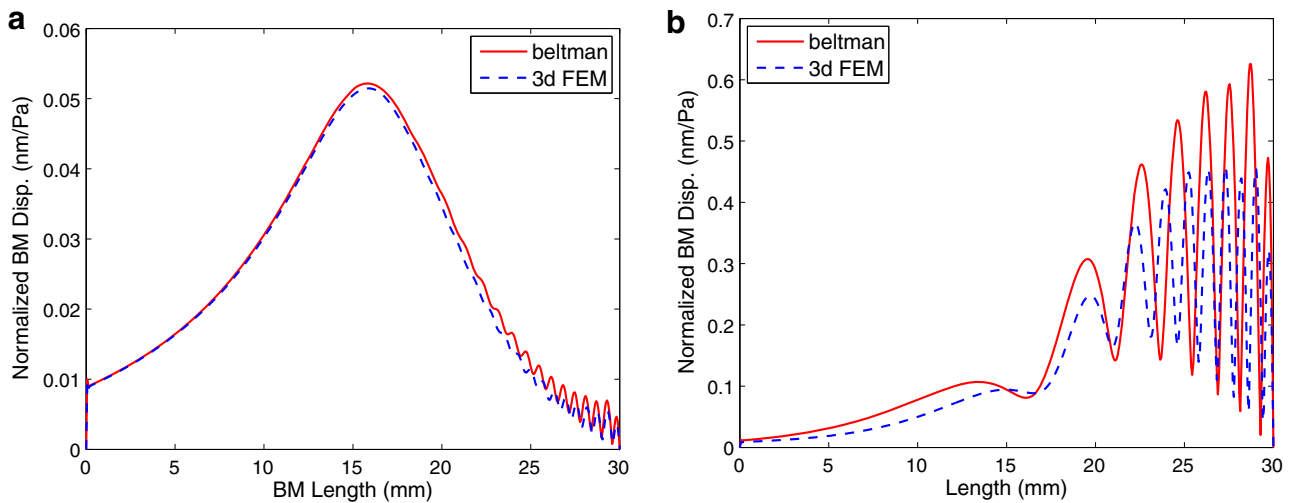 a
Normalized BM Disp. (nm/Pa)
0.06
0.05
0.04
0.03
0.02
0.01
0
0 5 10 15 20 25 30
BM Length (mm)
beltman
3d FEM
b
Normalized BM Disp. (nm/Pa)
0.7
0.6
0.5
0.4
0.3
0.2
0.1
0
0 5 10 15 20 25 30
Length (mm)
beltman
3d FEM